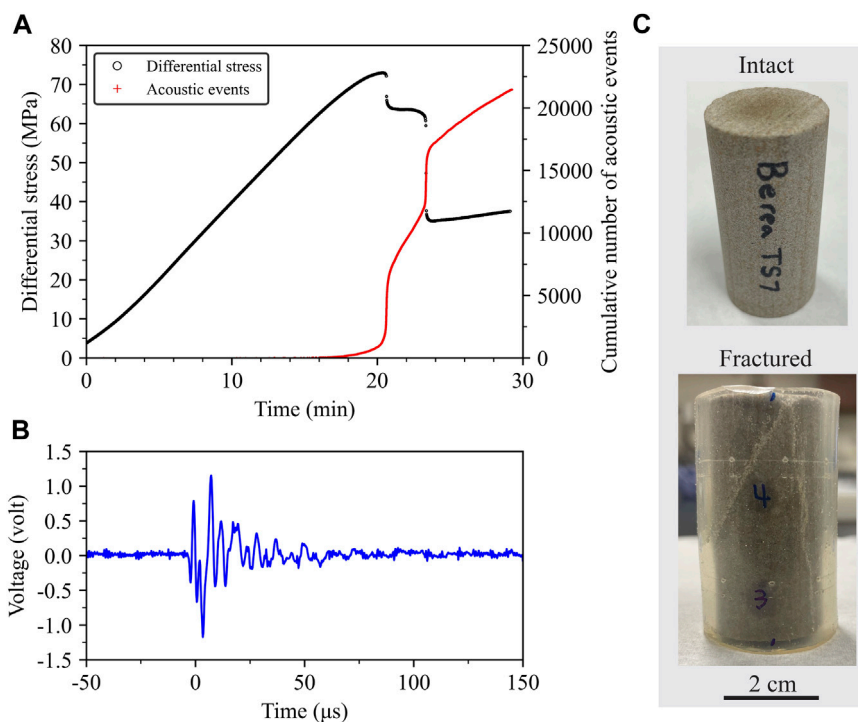 A
80
70
60
50
40
30
20
10
0
Differential stress (MPa)
Differential stress
Acoustic events
25000
20000
15000
10000
5000
0
Cumulative number of acoustic events
0
10
20
30
Time (min)
B
1.5
1.0
0.5
0.0
-0.5
-1.0
-1.5
Voltage (volt)
-50
0
50
100
150
Time (μs)
C
Intact
Berea TS7
Fractured
4
3
2 cm